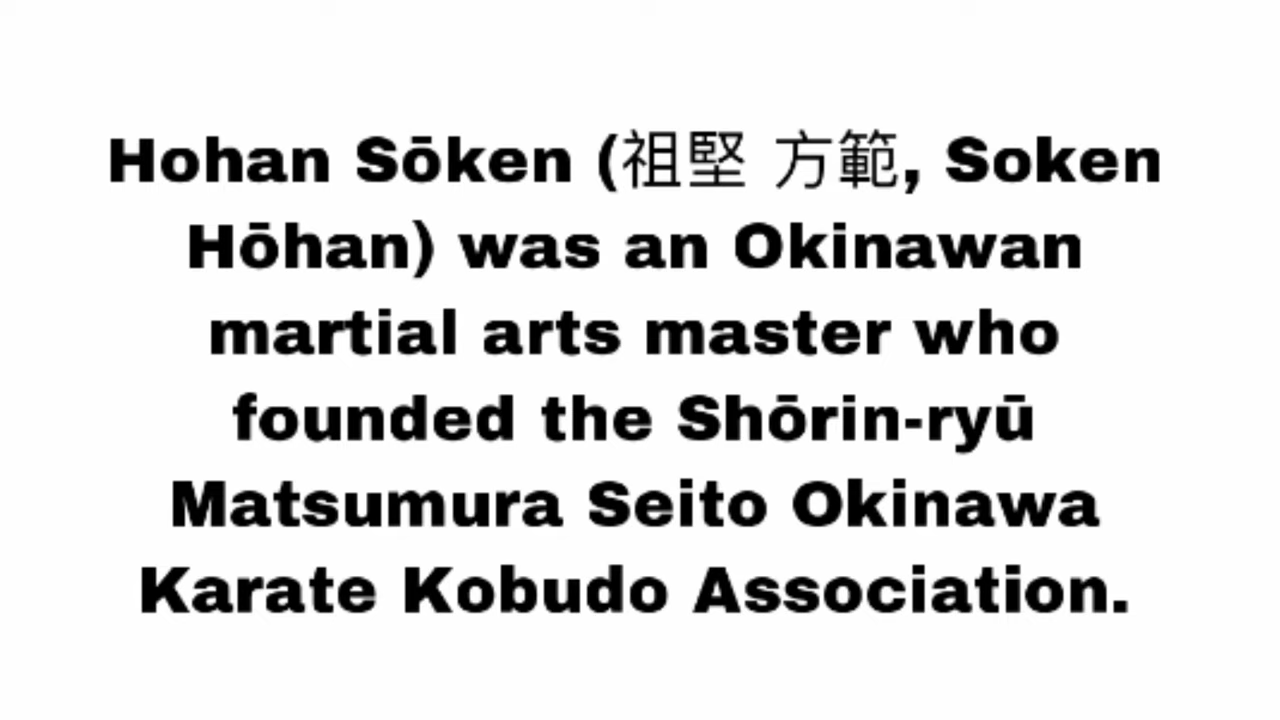 Hohan Sōken (祖堅 方範, Soken
Hōhan) was an Okinawan
martial arts master who
founded the Shōrin-ryū
Matsumura Seito Okinawa
Karate Kobudo Association.